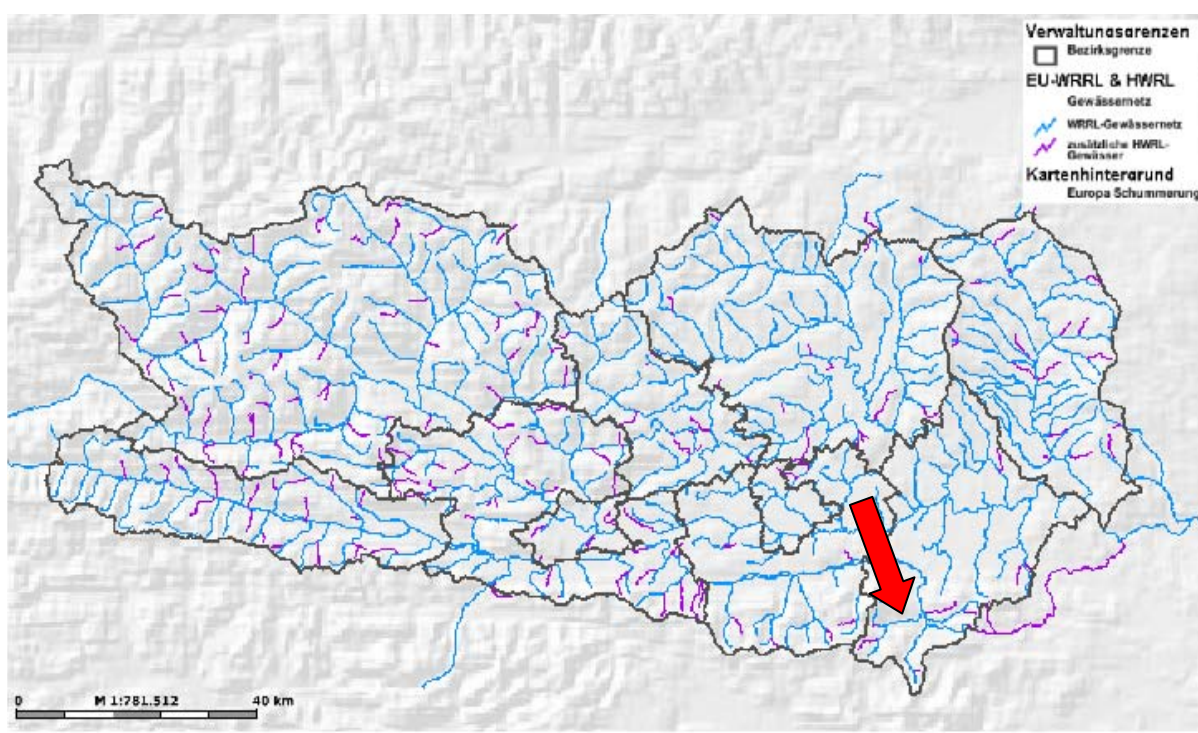 Verwaltungsgrenzen
Bezirksgrenze
EU-WRRL & HWRL
Gewässernetz
WRRL-Gewässernetz
zusätzliche HWRL-
Gewässer
Kartenhintergrund
Europa Schummerung
0 M 1:781.512 40 km